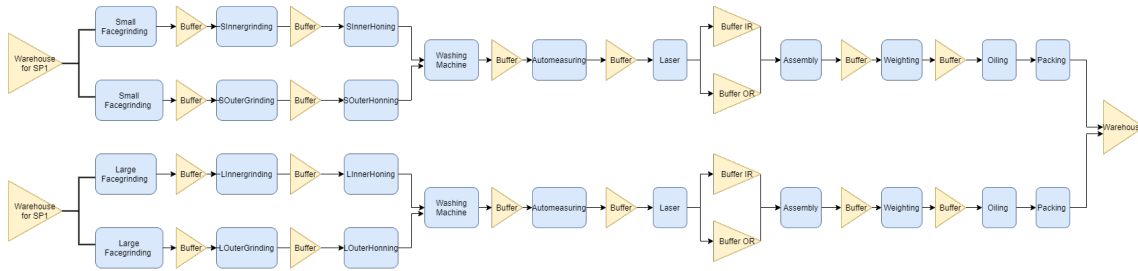 Warehouse
for SP1
Small
Facegrinding
Buffer
SInnergrinding
Buffer
SInnerHoning
Small
Facegrinding
Buffer
SOuterGrinding
Buffer
SOuterHonning
Washing
Machine
Buffer
Automeasuring
Buffer
Laser
Buffer IR
Buffer OR
Assembly
Buffer
Weighting
Buffer
Oiling
Packing
Warehouse
Warehouse
for SP1
Large
Facegrinding
Buffer
LInnergrinding
Buffer
LInnerHoning
Large
Facegrinding
Buffer
LOuterGrinding
Buffer
LOuterHonning
Washing
Machine
Buffer
Automeasuring
Buffer
Laser
Buffer IR
Buffer OR
Assembly
Buffer
Weighting
Buffer
Oiling
Packing